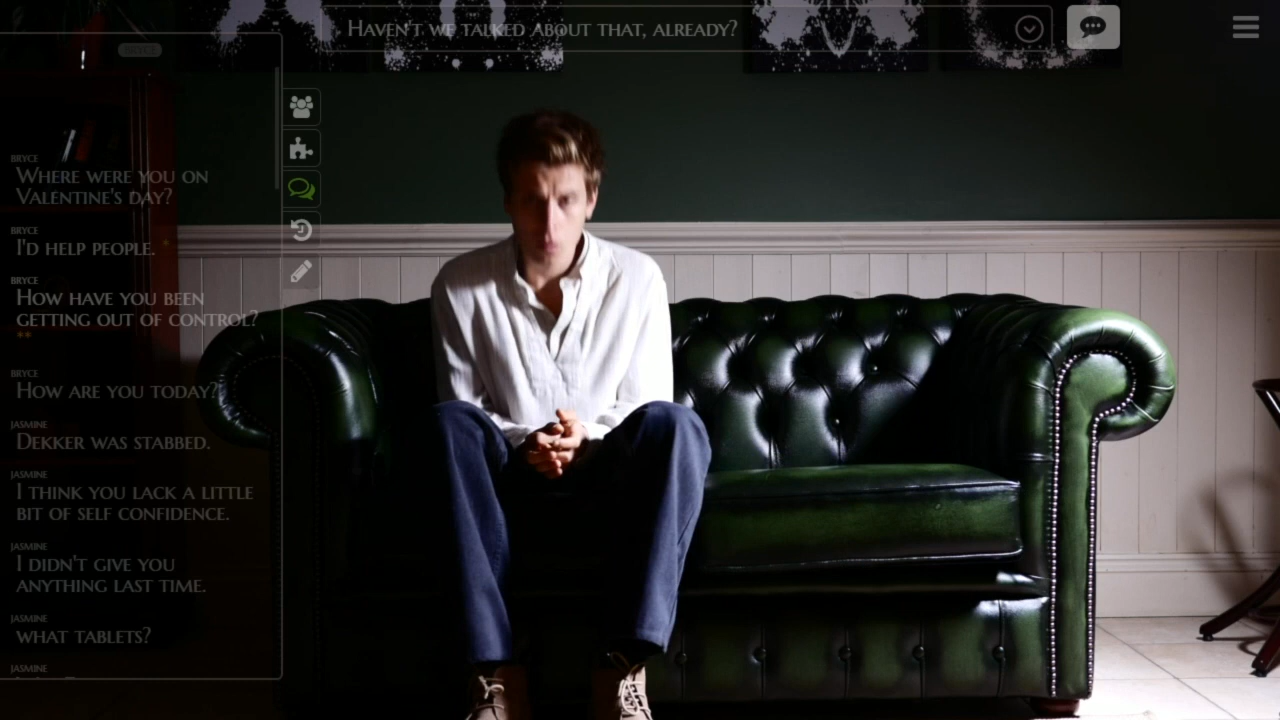 Haven't we talked about that, already?
BRYCE
BRYCE
Where were you on
Valentine's day?
BRYCE
I'd help people.
BRYCE
How have you been
getting out of control?
**
BRYCE
How are you today?
JASMINE
Dekker was stabbed.
JASMINE
I think you lack a little
bit of self confidence.
JASMINE
I didn't give you
anything last time.
JASMINE
what tablets?
JASMINE